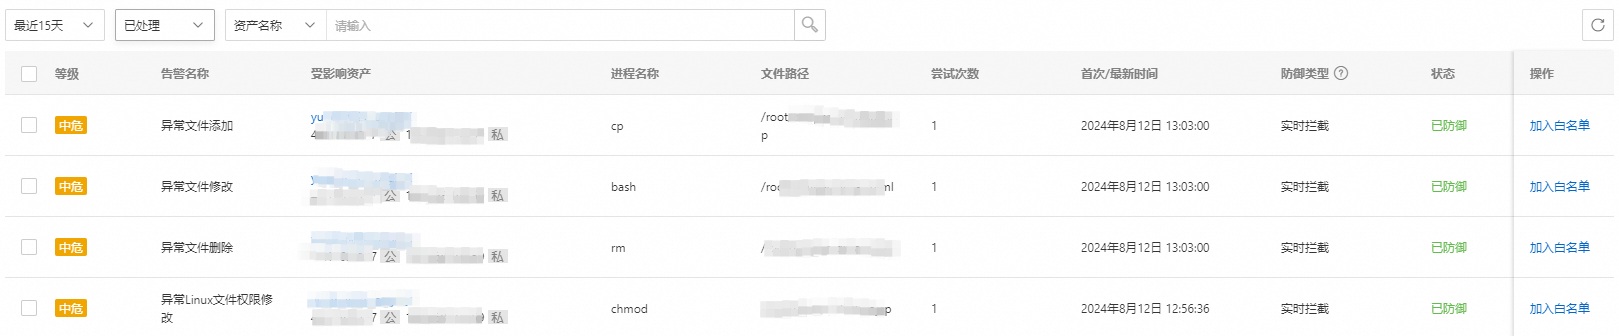 最近15天 已处理 资产名称 请输入
等级 告警名称 受影响资产 进程名称 文件路径 尝试次数 首次/最新时间 防御类型 ? 状态 操作
中危 异常文件添加 yu 公 私 cp /root 1 2024年8月12日 13:03:00 实时拦截 已防御 加入白名单
p
中危 异常文件修改 公 私 bash ml 1 2024年8月12日 13:03:00 实时拦截 已防御 加入白名单
中危 异常文件删除 7 公 私 rm / 1 2024年8月12日 13:03:00 实时拦截 已防御 加入白名单
中危 异常Linux文件权限修 7 公 私 chmod 1 2024年8月12日 12:56:36 实时拦截 已防御 加入白名单
改